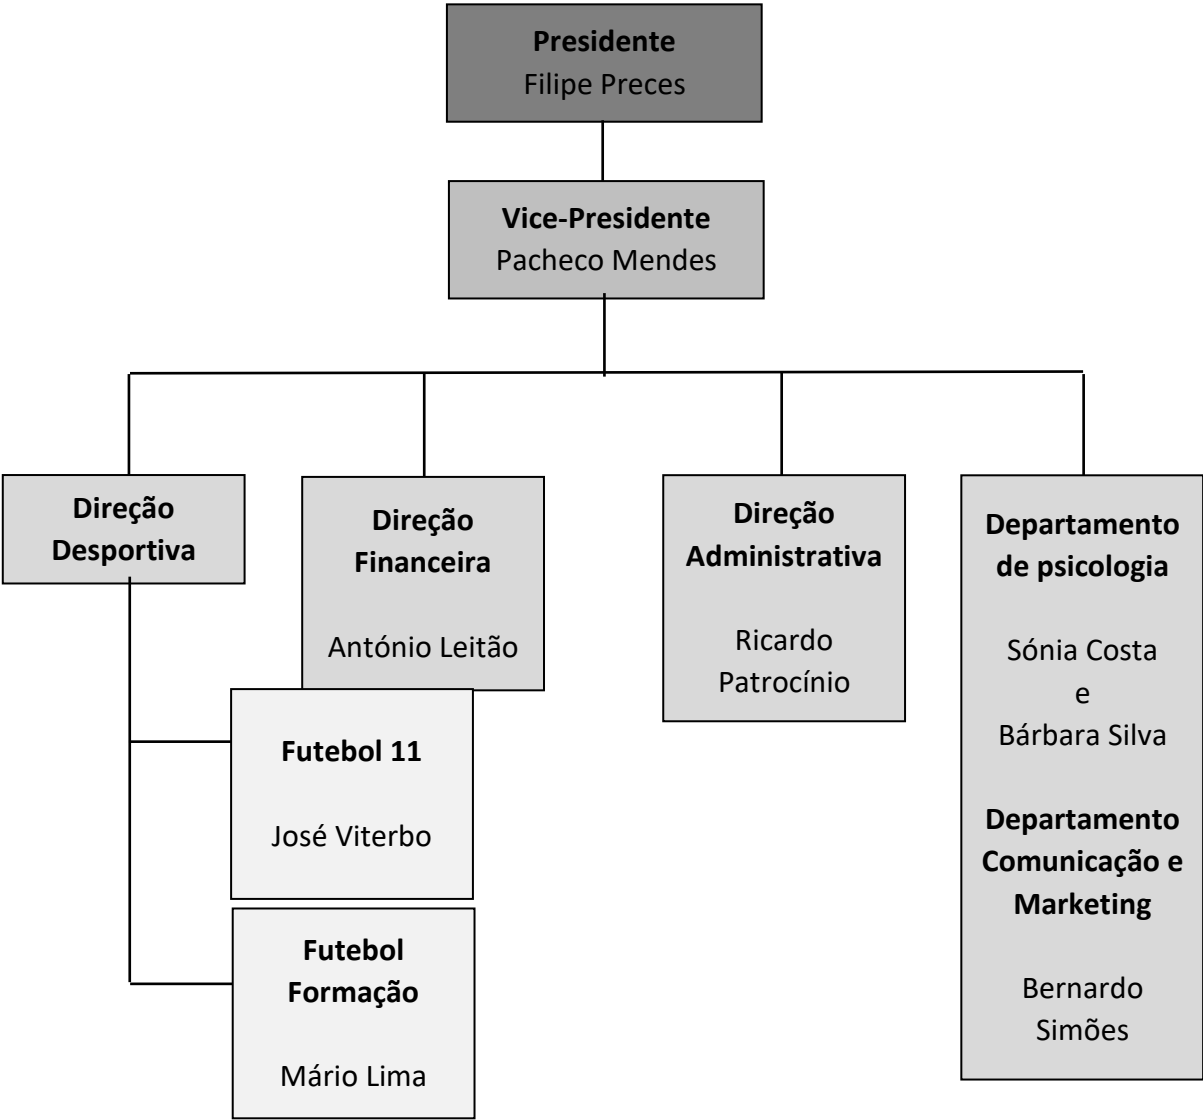 Presidente
Filipe Preces
Vice-Presidente
Pacheco Mendes
Direção
Desportiva
Direção
Financeira
António Leitão
Direção
Administrativa
Ricardo
Patrocínio
Departamento
de psicologia
Sónia Costa
e
Bárbara Silva
Departamento
Comunicação e
Marketing
Bernardo
Simões
Futebol 11
José Viterbo
Futebol
Formação
Mário Lima